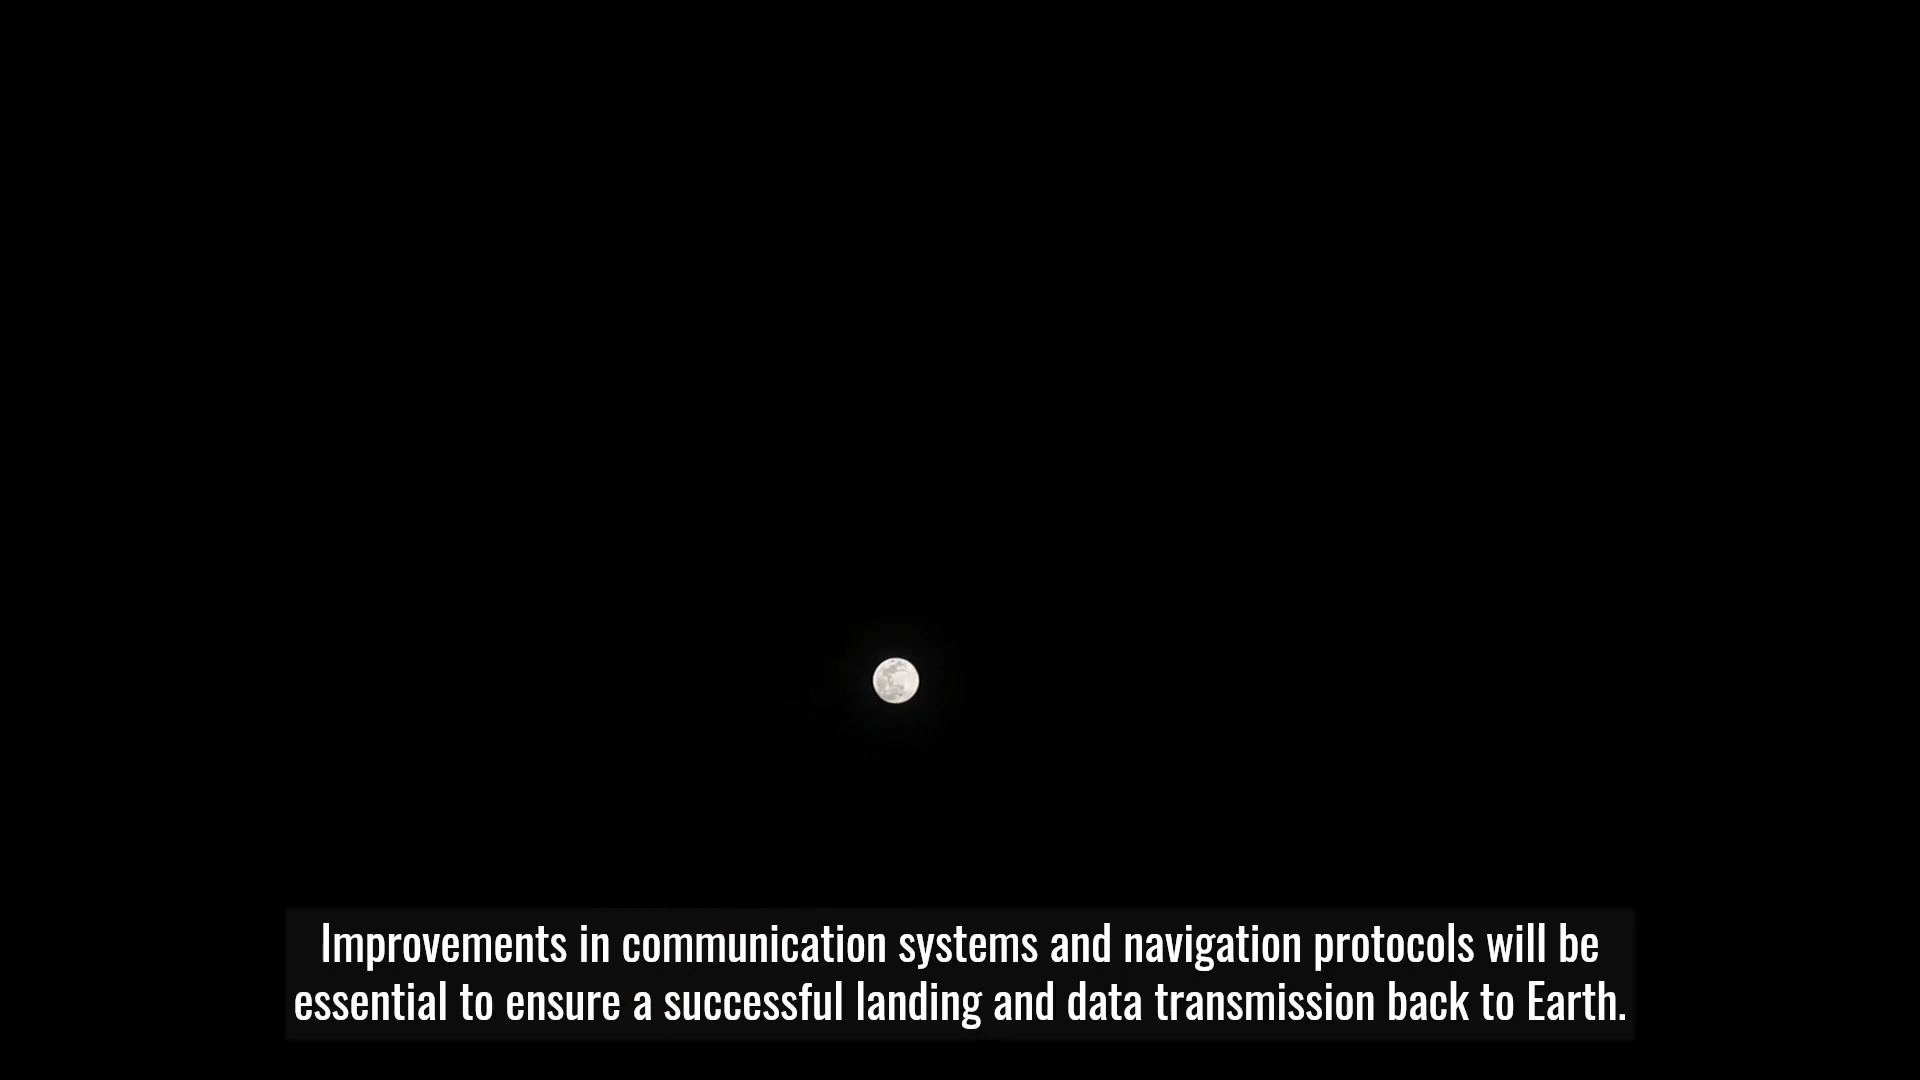 Improvements in communication systems and navigation protocols will be
essential to ensure a successful landing and data transmission back to Earth.